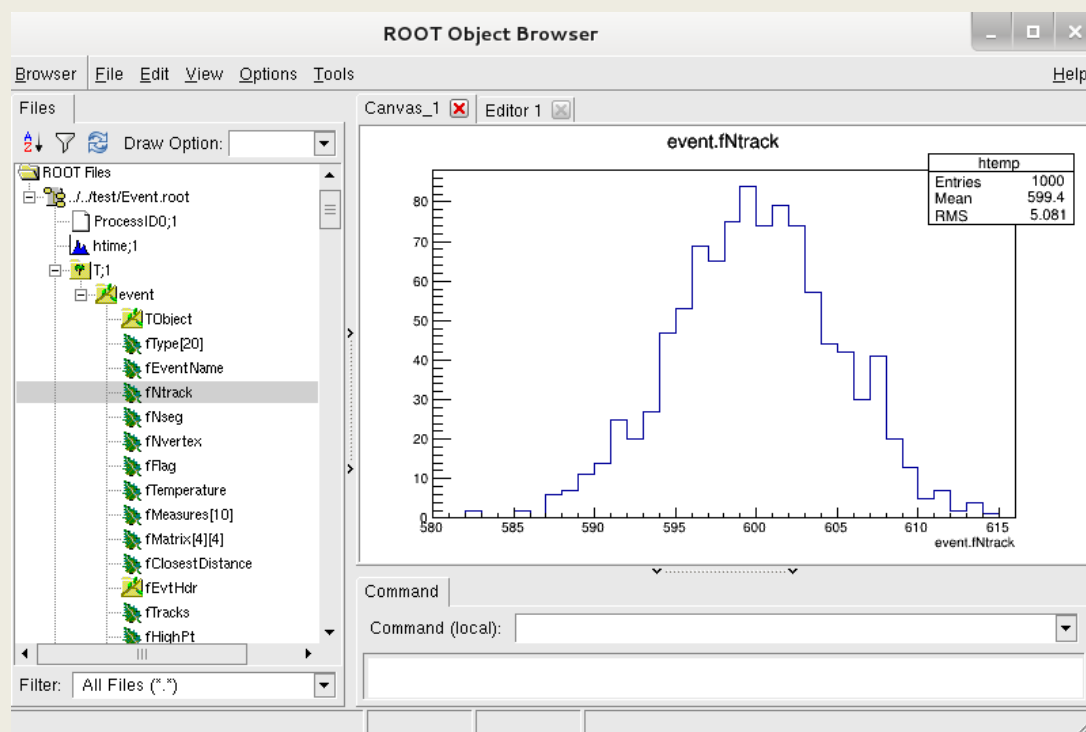 ROOT Object Browser
Browser File Edit View Options Tools Help
Files
Draw Option:
ROOT Files
../../test/Event.root
ProcessID0;1
htime;1
T;1
event
TObject
fType[20]
fEventName
fNtrack
fNseg
fNvertex
fFlag
fTemperature
fMeasures[10]
fMatrix[4][4]
fClosestDistance
fEvtHdr
fTracks
fHighPt
Filter: All Files (*.*)
Canvas_1 Editor 1
event.fNtrack
htemp
Entries 1000
Mean 599.4
RMS 5.081
80
70
60
50
40
30
20
10
0
580 585 590 595 600 605 610 615
event.fNtrack
Command
Command (local):